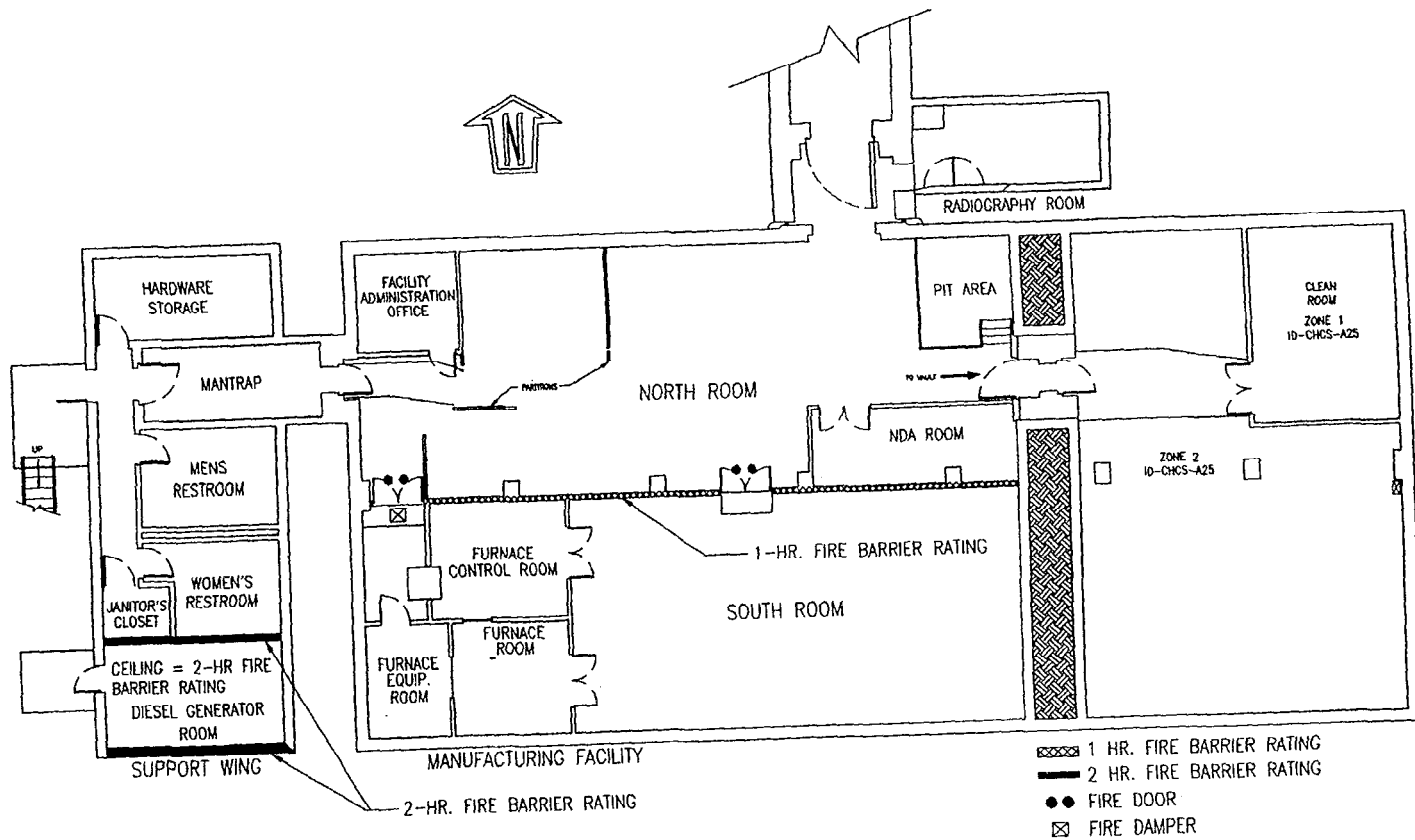 N
RADIOGRAPHY ROOM
HARDWARE
STORAGE
FACILITY
ADMINISTRATION
OFFICE
PIT AREA
CLEAN
ROOM
ZONE 1
ID-CHCS-A25
MANTRAP
PARTITIONS
NORTH ROOM
TO VAULT
NDA ROOM
ZONE 2
ID-CHCS-A25
UP
MENS
RESTROOM
1-HR. FIRE BARRIER RATING
FURNACE
CONTROL ROOM
WOMEN'S
RESTROOM
JANITOR'S
CLOSET
SOUTH ROOM
FURNACE
ROOM
FURNACE
EQUIP.
ROOM
CEILING = 2-HR FIRE
BARRIER RATING
DIESEL GENERATOR
ROOM
SUPPORT WING
MANUFACTURING FACILITY
2-HR. FIRE BARRIER RATING
1 HR. FIRE BARRIER RATING
2 HR. FIRE BARRIER RATING
FIRE DOOR
FIRE DAMPER